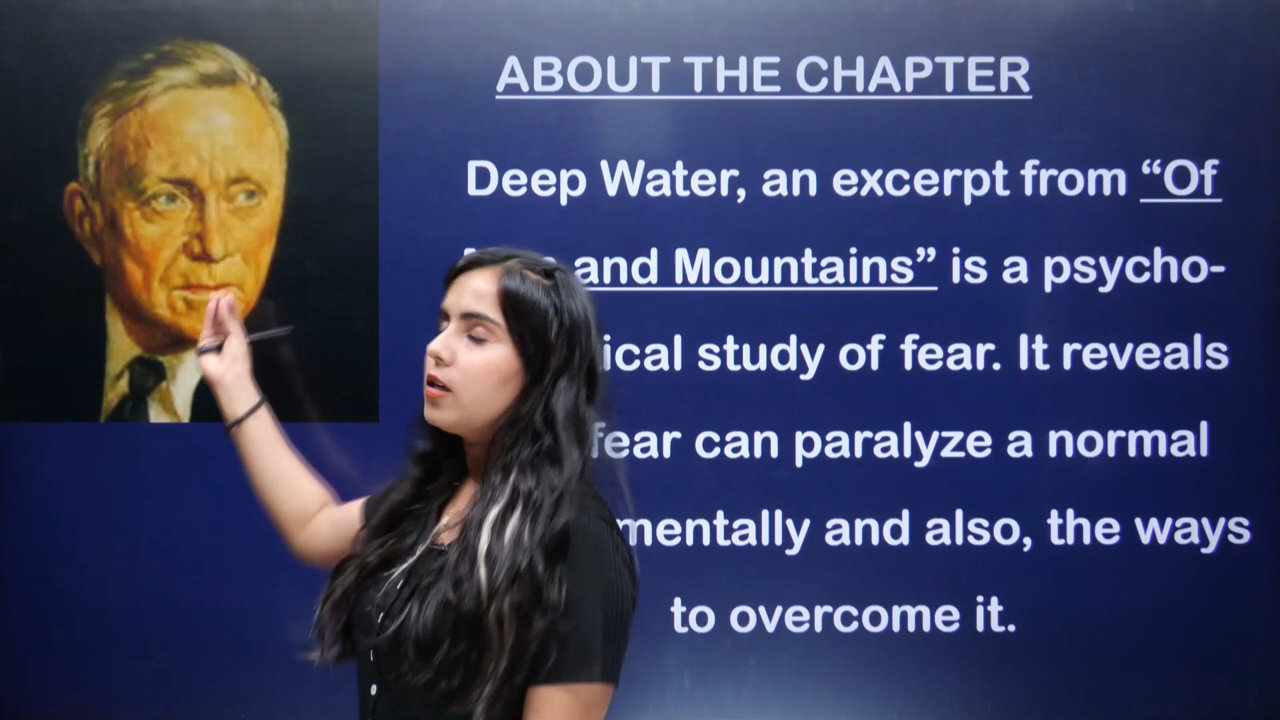 ABOUT THE CHAPTER
Deep Water, an excerpt from “Of
and Mountains” is a psycho-
ical study of fear. It reveals
fear can paralyze a normal
mentally and also, the ways
to overcome it.